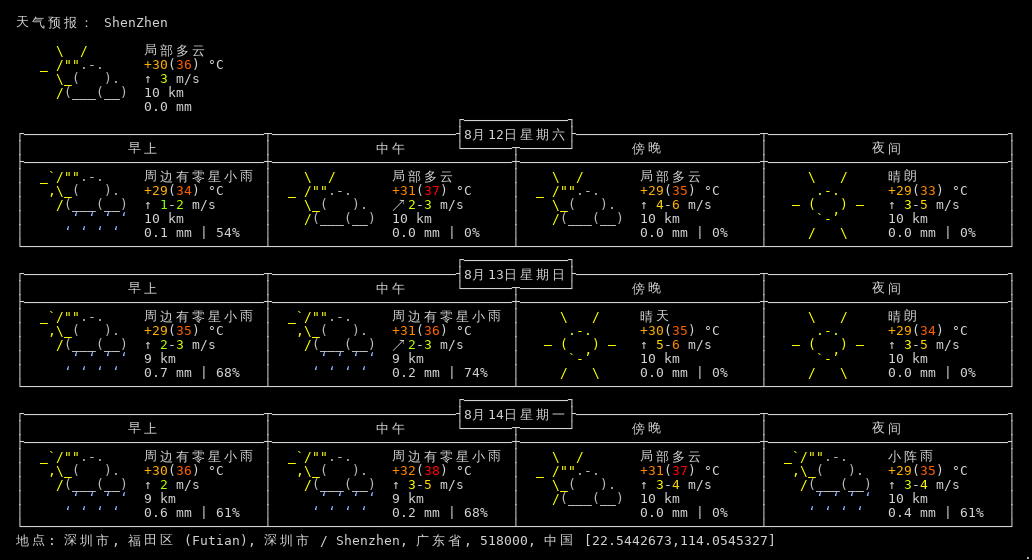 天气预报： ShenZhen
局部多云
+30(36) °C
↑ 3 m/s
10 km
0.0 mm
8月12日星期六
早上 中午 傍晚 夜间
周边有零星小雨 局部多云 局部多云 晴朗
+29(34) °C +31(37) °C +29(35) °C +29(33) °C
↑ 1-2 m/s ↗ 2-3 m/s ↑ 4-6 m/s ↑ 3-5 m/s
10 km 10 km 10 km 10 km
0.1 mm | 54% 0.0 mm | 0% 0.0 mm | 0% 0.0 mm | 0%
8月13日星期日
早上 中午 傍晚 夜间
周边有零星小雨 周边有零星小雨 晴天 晴朗
+29(35) °C +31(36) °C +30(35) °C +29(34) °C
↑ 2-3 m/s ↗ 2-3 m/s ↑ 5-6 m/s ↑ 3-5 m/s
9 km 9 km 10 km 10 km
0.7 mm | 68% 0.2 mm | 74% 0.0 mm | 0% 0.0 mm | 0%
8月14日星期一
早上 中午 傍晚 夜间
周边有零星小雨 周边有零星小雨 局部多云 小阵雨
+30(36) °C +32(38) °C +31(37) °C +29(35) °C
↑ 2 m/s ↑ 3-5 m/s ↑ 3-4 m/s ↑ 3-4 m/s
9 km 9 km 10 km 10 km
0.6 mm | 61% 0.2 mm | 68% 0.0 mm | 0% 0.4 mm | 61%
地点: 深圳市, 福田区 (Futian), 深圳市 / Shenzhen, 广东省, 518000, 中国 [22.5442673,114.0545327]